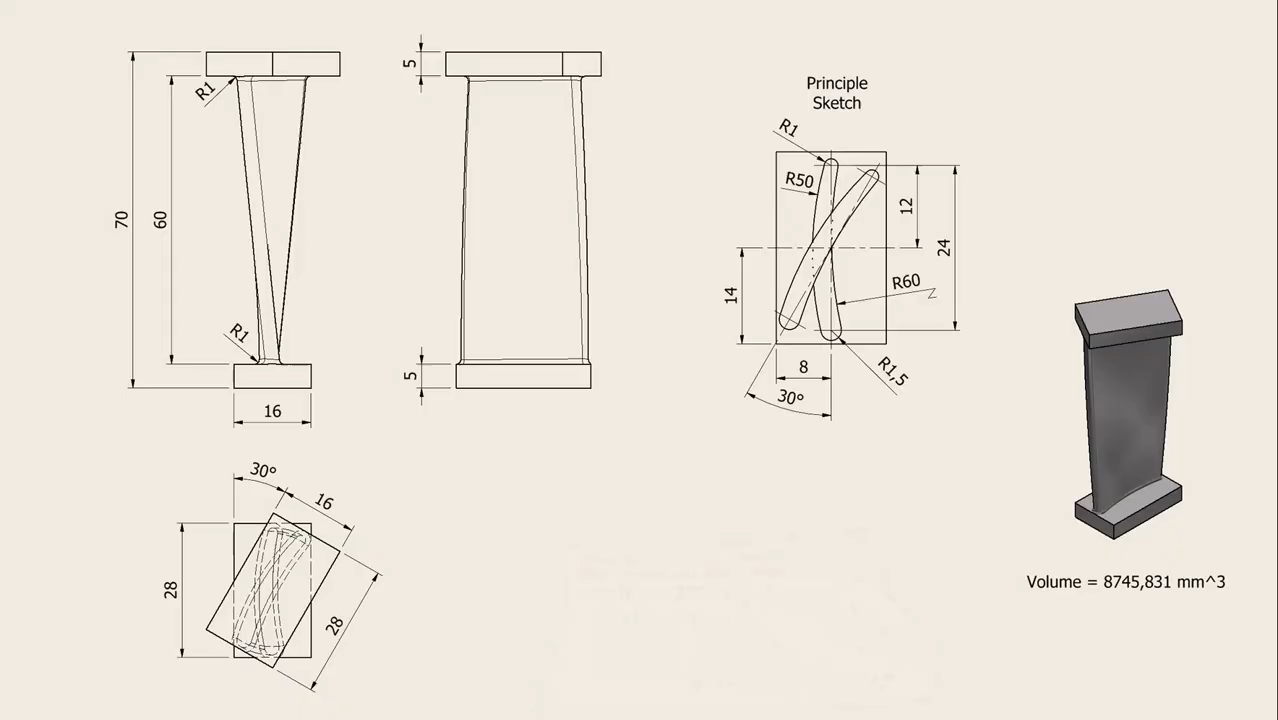 5
Principle
Sketch
R1
R1
R50
12
70
60
24
R60
14
R1
8
R1,5
5
30°
16
30°
16
28
28
Volume = 8745,831 mm^3